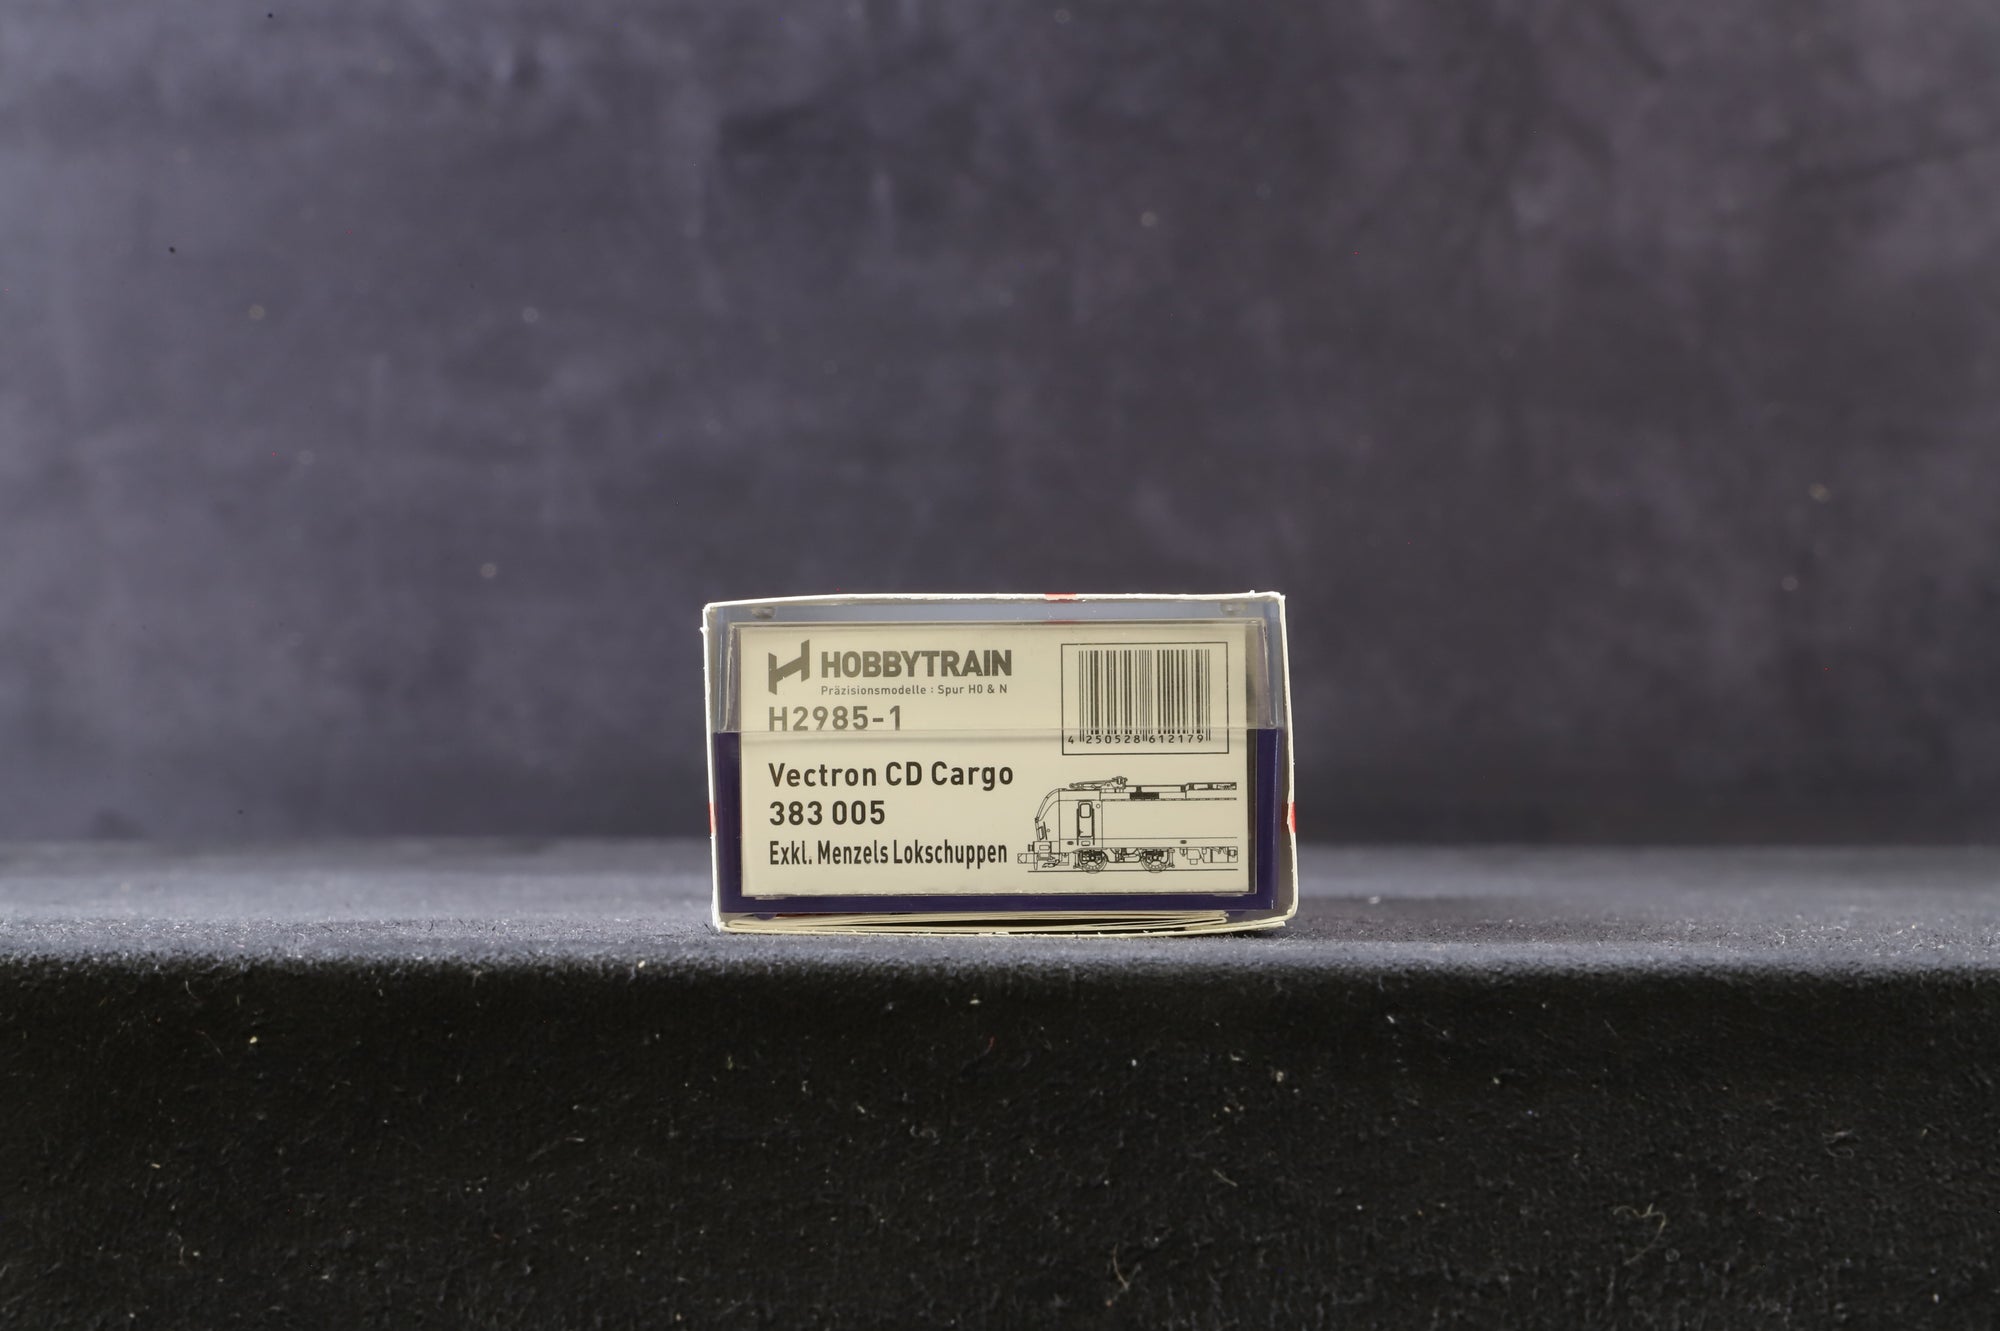 HOBBYTRAIN
Präzisionsmodelle : Spur H0 & N
H2985-1
4 250528 612179
Vectron CD Cargo
383 005
Exkl. Menzels Lokschuppen